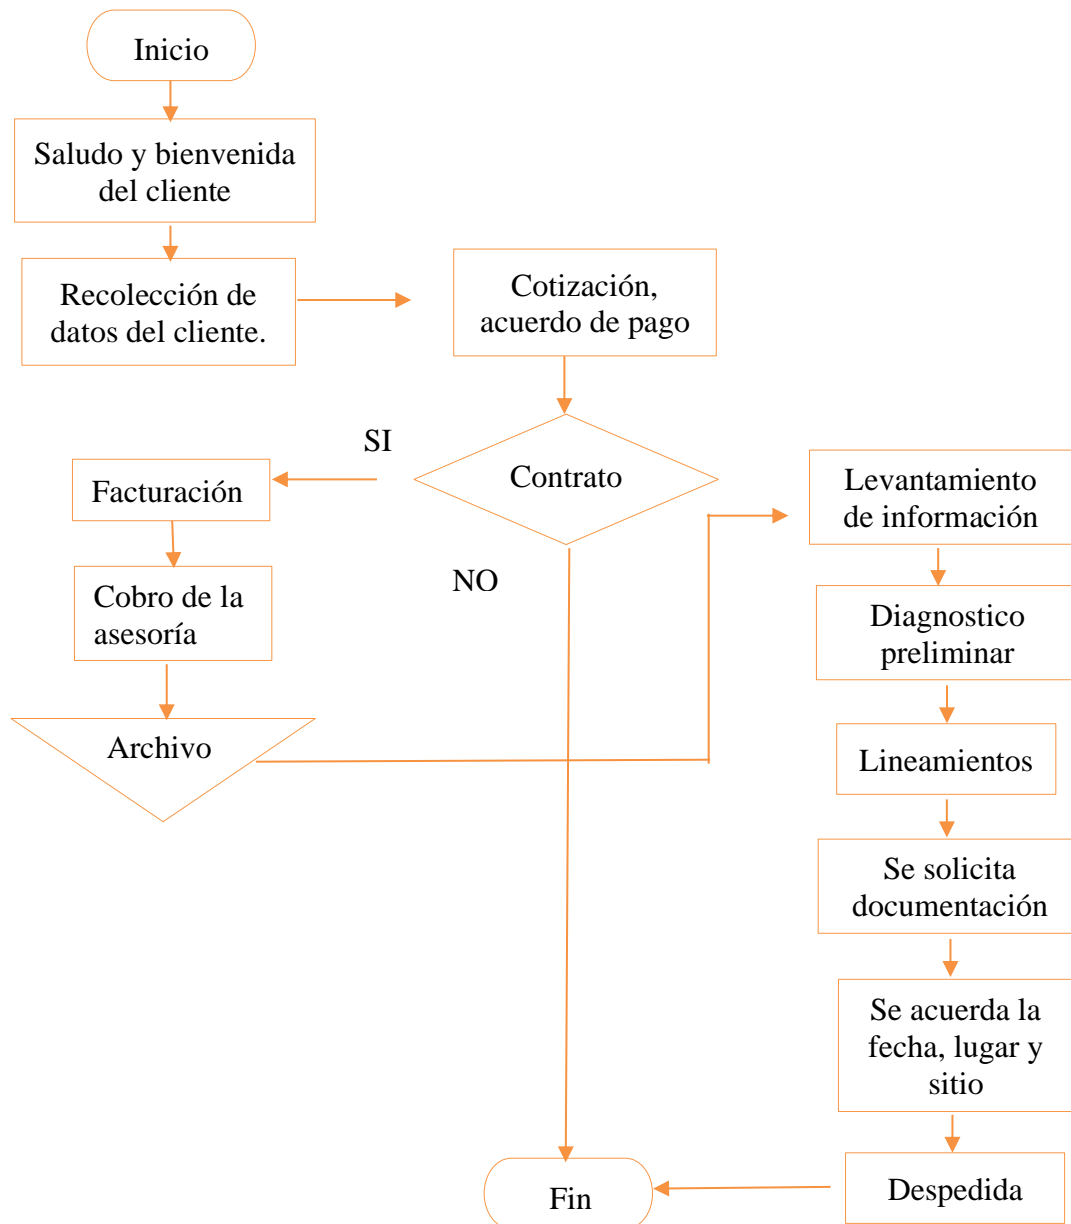 Inicio
Saludo y bienvenida
del cliente
Recolección de
datos del cliente.
Cotización,
acuerdo de pago
SI
Contrato
NO
Facturación
Cobro de la
asesoría
Archivo
Levantamiento
de información
Diagnostico
preliminar
Lineamientos
Se solicita
documentación
Se acuerda la
fecha, lugar y
sitio
Despedida
Fin